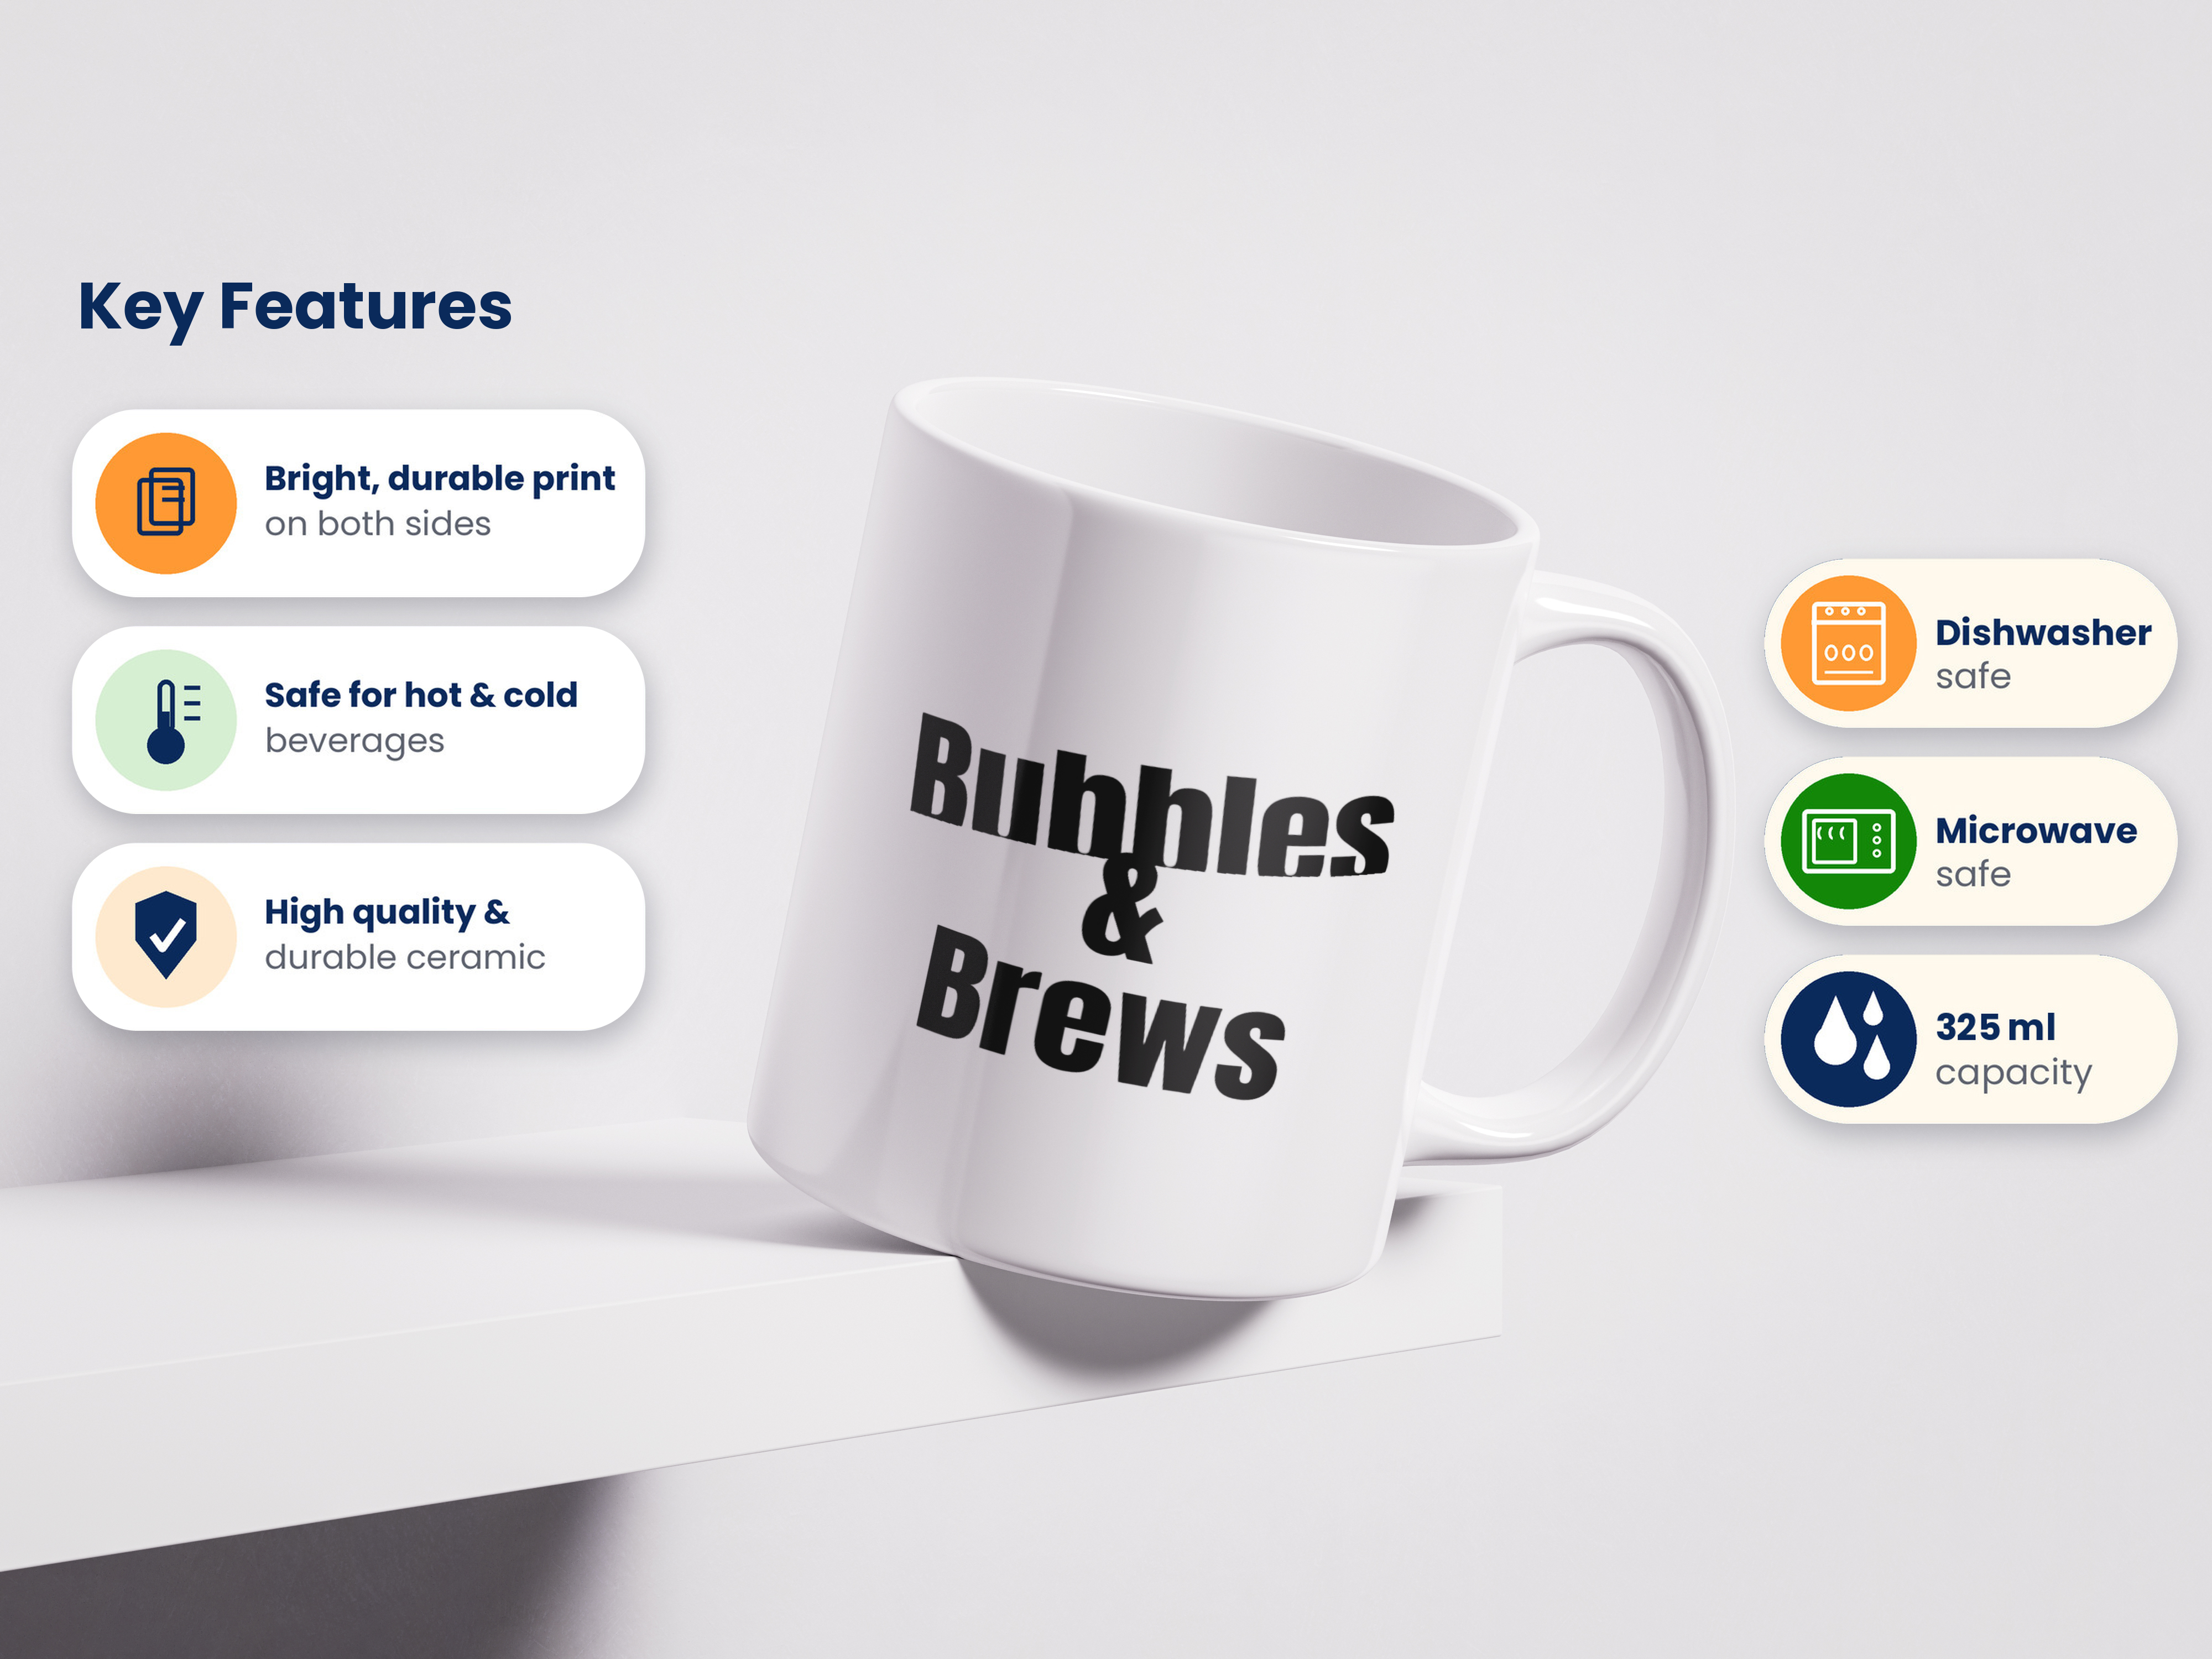 Key Features
Bright, durable print
on both sides
Safe for hot & cold
beverages
High quality &
durable ceramic
Bubbles
&
Brews
Dishwasher
safe
Microwave
safe
325 ml
capacity